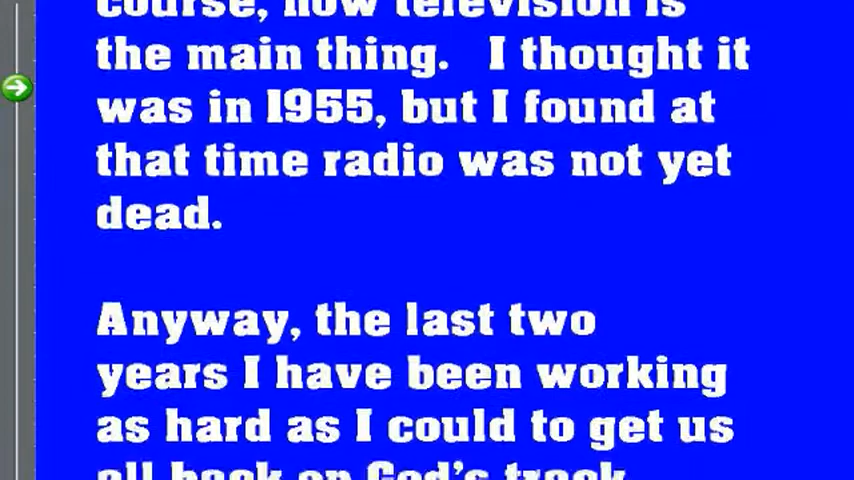 course, now television is
the main thing. I thought it
was in 1955, but I found at
that time radio was not yet
dead.
Anyway, the last two
years I have been working
as hard as I could to get us
all back on God's track